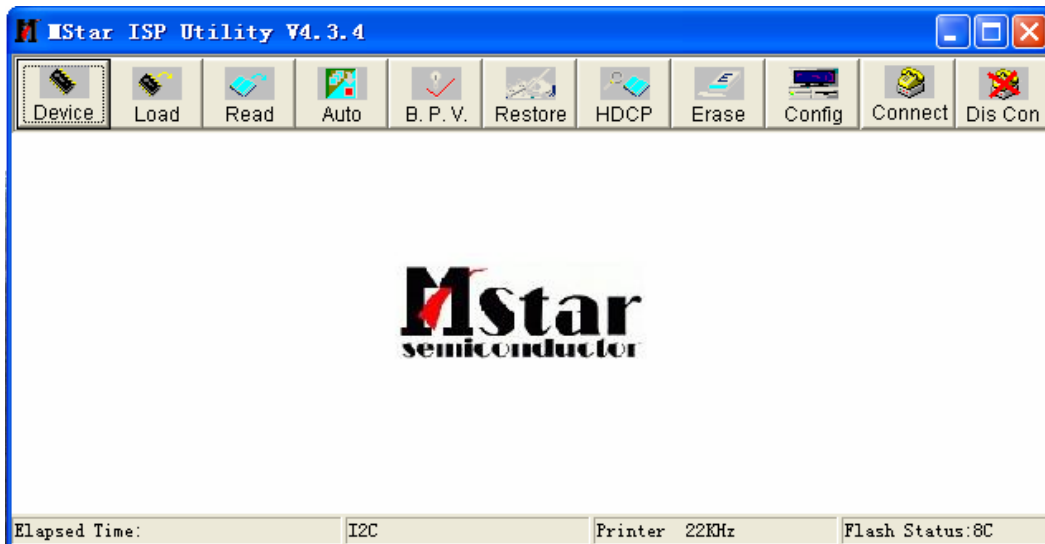 MStar ISP Utility V4.3.4
Device Load Read Auto B. P. V. Restore HDCP Erase Config Connect Dis Con
MStar
semiconductor
Elapsed Time: I2C Printer 22KHz Flash Status:8C